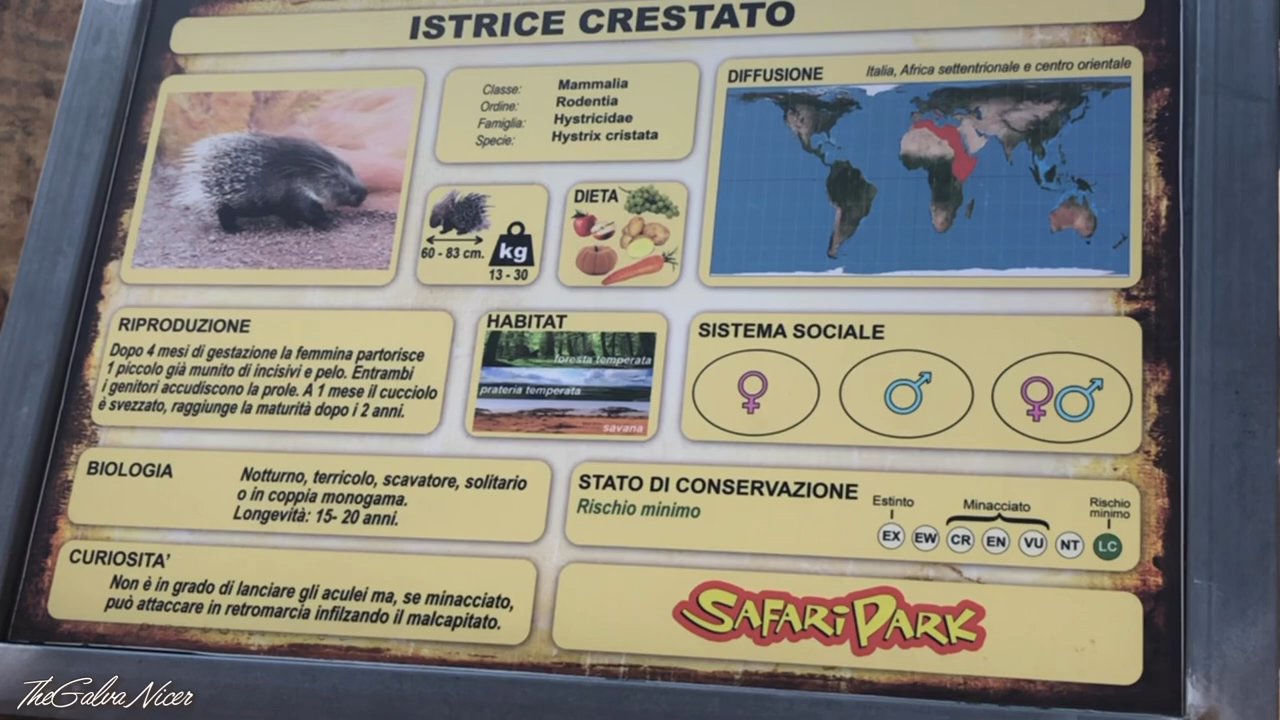 ISTRICE CRESTATO
Classe: Mammalia
Ordine: Rodentia
Famiglia: Hystricidae
Specie: Hystrix cristata
DIFFUSIONE Italia, Africa settentrionale e centro orientale
60 - 83 cm.
kg
13 - 30
DIETA
RIPRODUZIONE
Dopo 4 mesi di gestazione la femmina partorisce
1 piccolo già munito di incisivi e pelo. Entrambi
i genitori accudiscono la prole. A 1 mese il cucciolo
è svezzato, raggiunge la maturità dopo i 2 anni.
HABITAT
foresta temperata
prateria temperata
savana
SISTEMA SOCIALE
BIOLOGIA
Notturno, terricolo, scavatore, solitario
o in coppia monogama.
Longevità: 15- 20 anni.
STATO DI CONSERVAZIONE
Rischio minimo
Estinto
Minacciato
Rischio
minimo
EX EW CR EN VU NT LC
CURIOSITA'
Non è in grado di lanciare gli aculei ma, se minacciato,
può attaccare in retromarcia infilzando il malcapitato.
SAFARI PARK
TheGalvaNicer